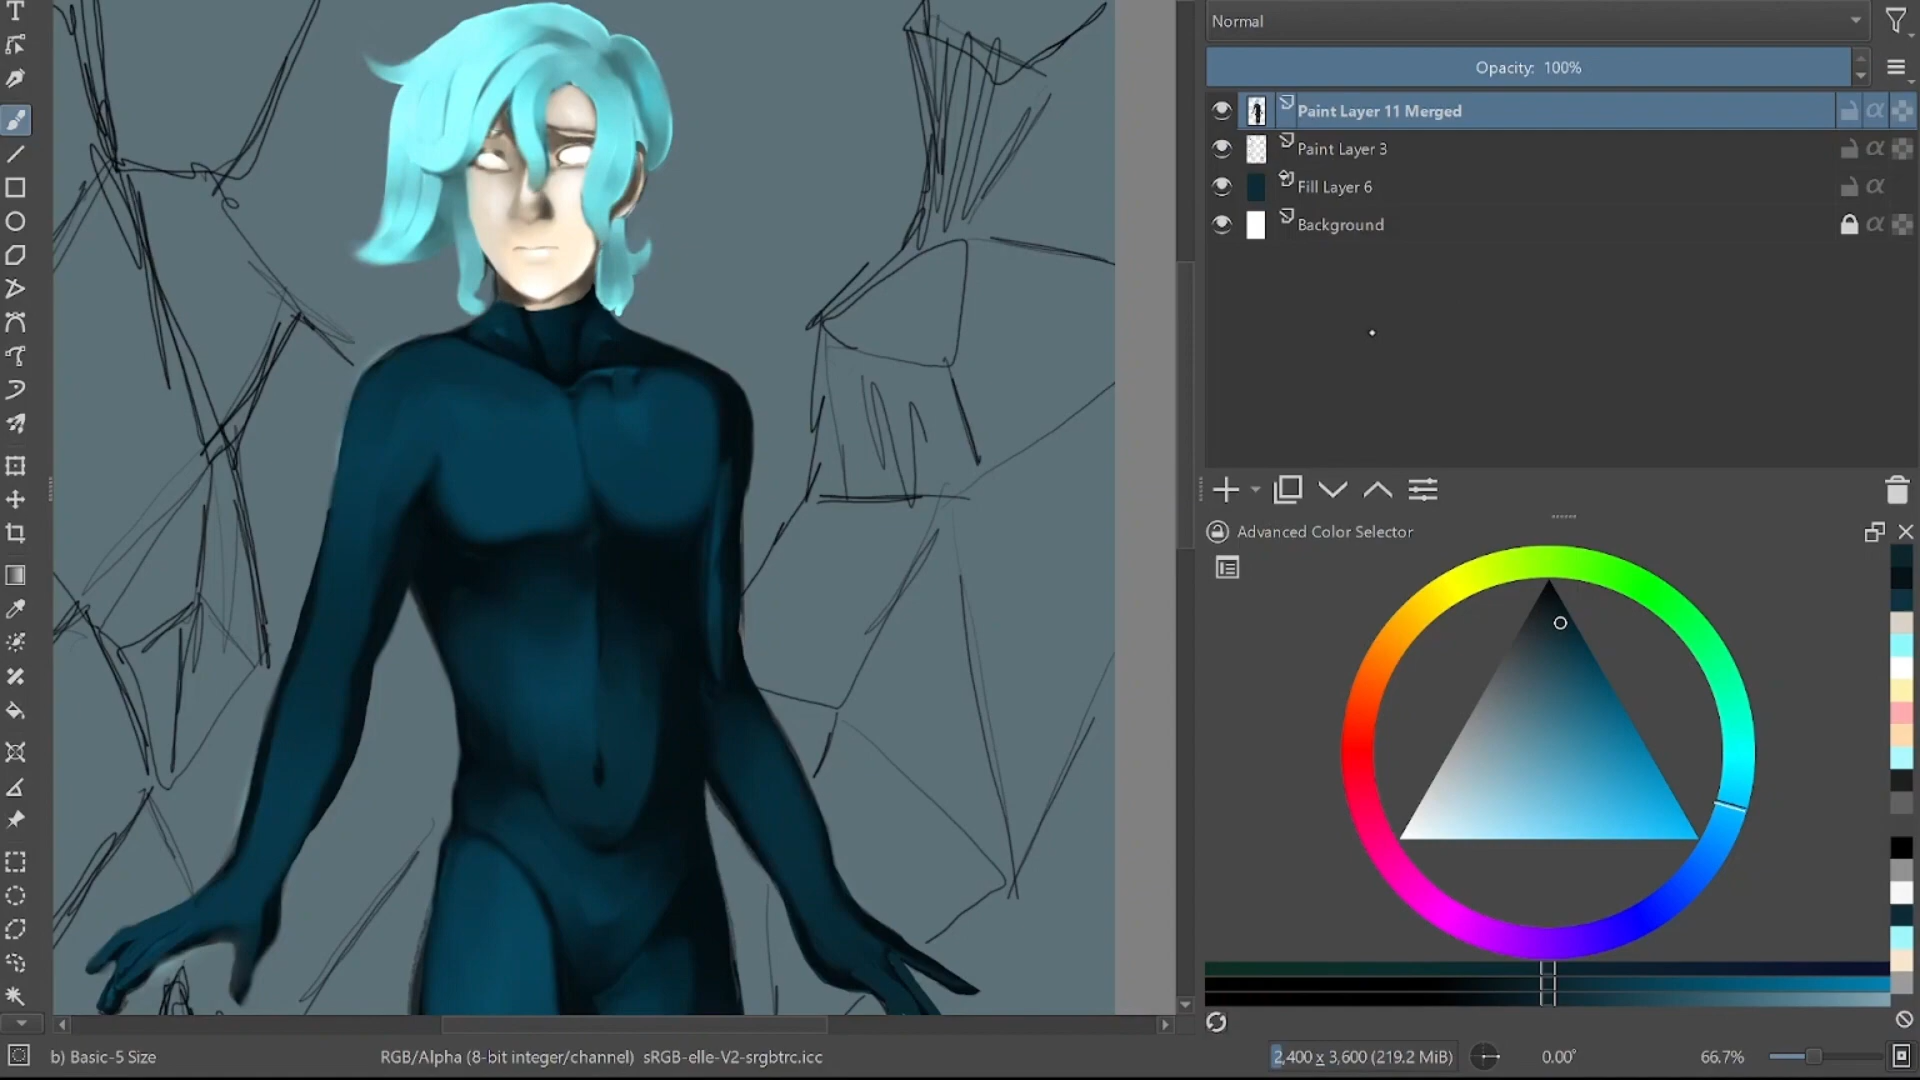 Normal
Opacity: 100%
Paint Layer 11 Merged
Paint Layer 3
Fill Layer 6
Background
Advanced Color Selector
b) Basic-5 Size
RGB/Alpha (8-bit integer/channel) sRGB-elle-V2-srgbtrc.icc
2,400 x 3,600 (219.2 MiB)
0.00°
66.7%